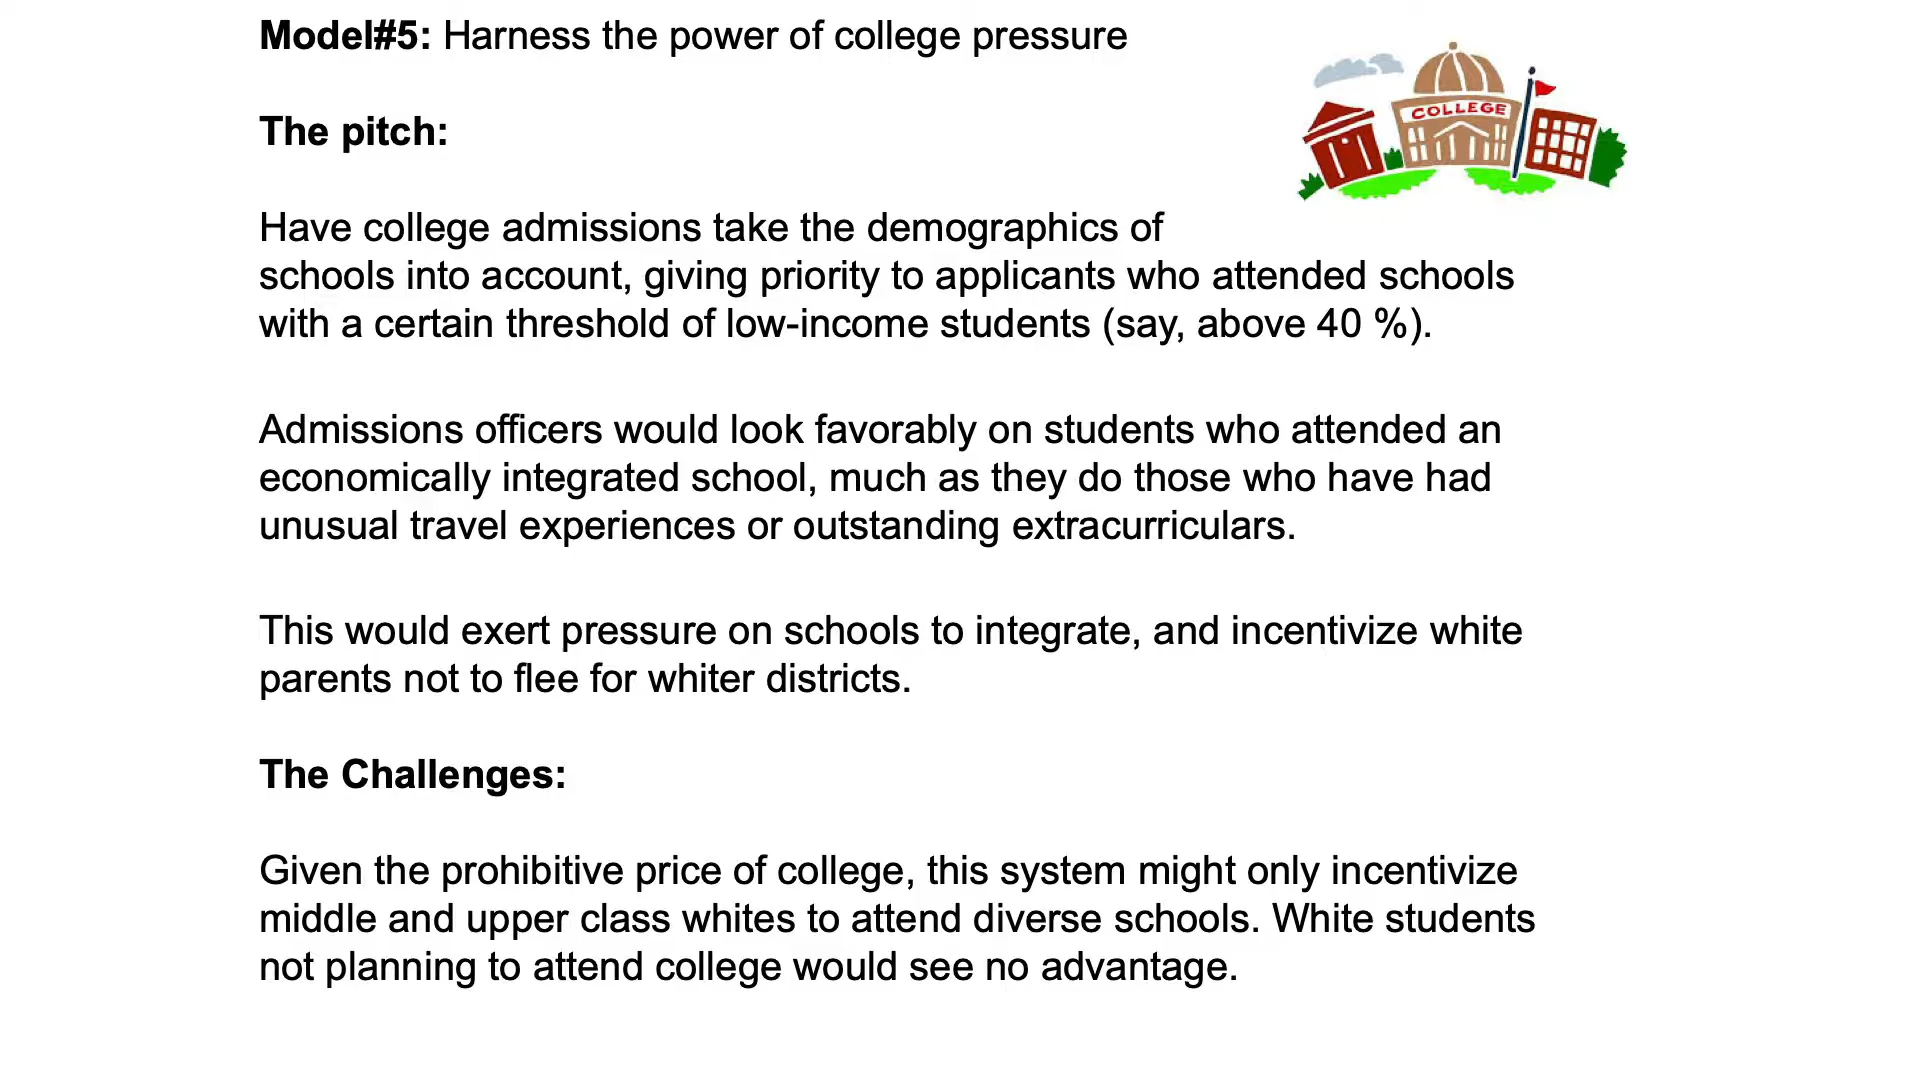 Model#5: Harness the power of college pressure
COLLEGE
The pitch:
Have college admissions take the demographics of
schools into account, giving priority to applicants who attended schools
with a certain threshold of low-income students (say, above 40 %).
Admissions officers would look favorably on students who attended an
economically integrated school, much as they do those who have had
unusual travel experiences or outstanding extracurriculars.
This would exert pressure on schools to integrate, and incentivize white
parents not to flee for whiter districts.
The Challenges:
Given the prohibitive price of college, this system might only incentivize
middle and upper class whites to attend diverse schools. White students
not planning to attend college would see no advantage.